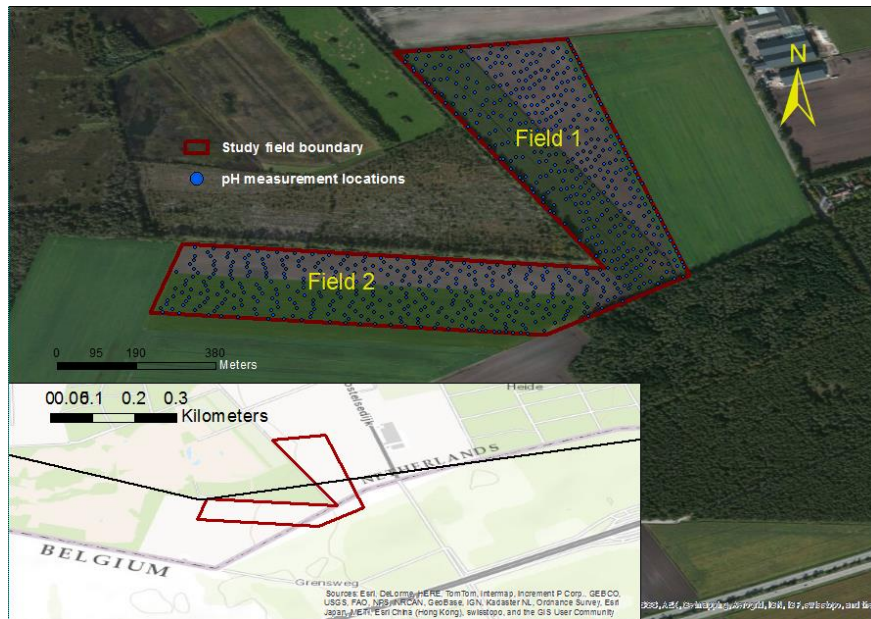 N
Field 1
Study field boundary
pH measurement locations
Field 2
0 95 190 380
Meters
00.050.1 0.2 0.3
Kilometers
Heide
NETHERLANDS
BELGIUM
Grensweg
Sources: Esri, DeLorme, HERE, TomTom, Intermap, increment P Corp., GEBCO,
USGS, FAO, NPS, NRCAN, GeoBase, IGN, Kadaster NL, Ordnance Survey, Esri
Japan, METI, Esri China (Hong Kong), swisstopo, and the GIS User Community